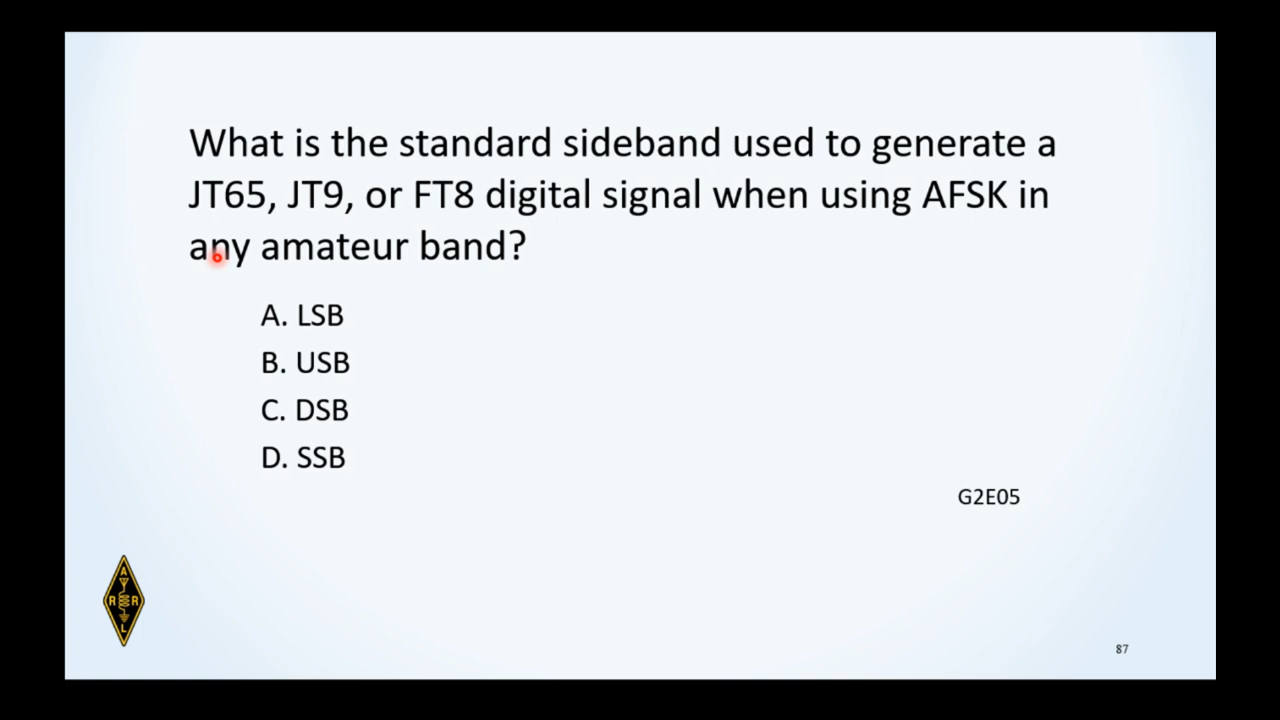 What is the standard sideband used to generate a
JT65, JT9, or FT8 digital signal when using AFSK in
any amateur band?
A. LSB
B. USB
C. DSB
D. SSB
G2E05
A
R R
L
87